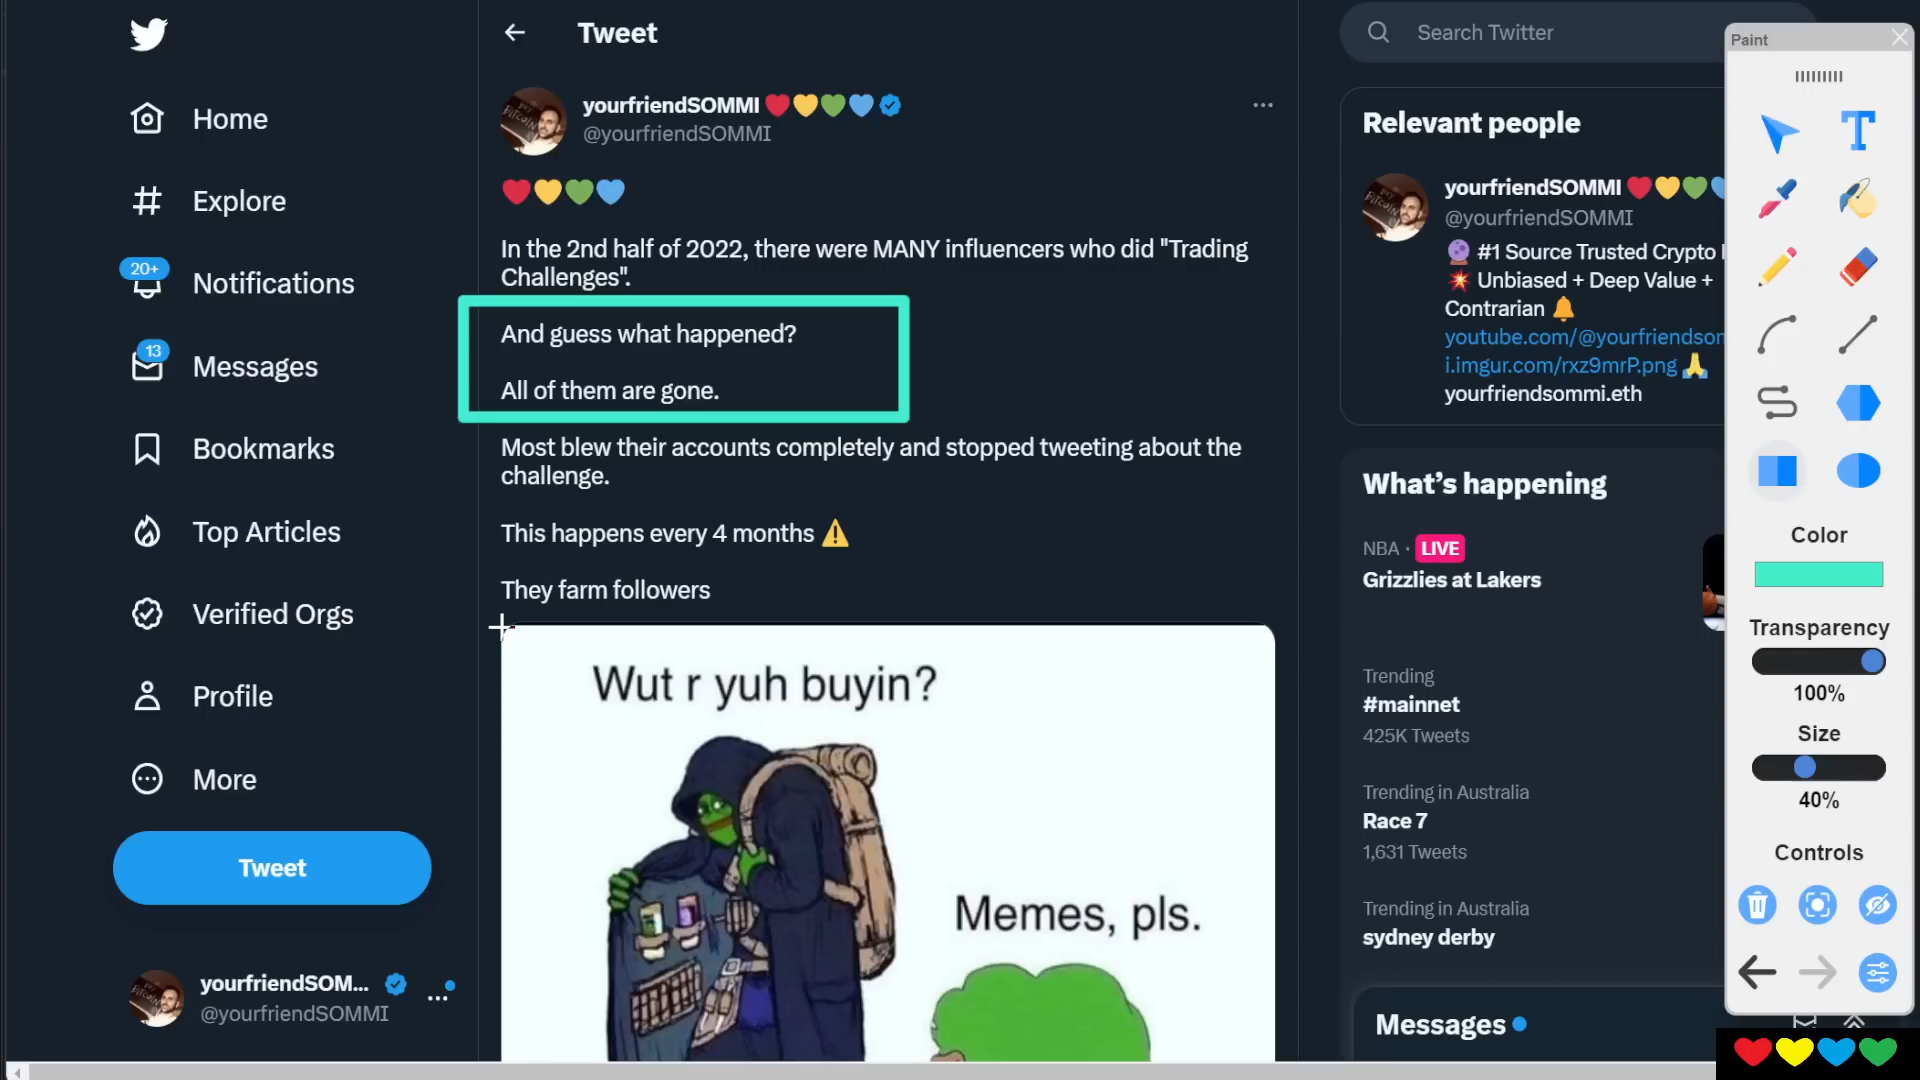 Home
Explore
20+
Notifications
13
Messages
Bookmarks
Top Articles
Verified Orgs
Profile
More
Tweet
yourfriendSOM...
@yourfriendSOMMI
Tweet
yourfriendSOMMI ❤️💛💚💙
@yourfriendSOMMI
❤️💛💚💙
In the 2nd half of 2022, there were MANY influencers who did "Trading
Challenges".
And guess what happened?
All of them are gone.
Most blew their accounts completely and stopped tweeting about the
challenge.
This happens every 4 months ⚠️
They farm followers
Wut r yuh buyin?
Memes, pls.
Search Twitter
Relevant people
yourfriendSOMMI ❤️💛💚💙
@yourfriendSOMMI
🔮 #1 Source Trusted Crypto
💥 Unbiased + Deep Value +
Contrarian 🔔
youtube.com/@yourfriendsom
i.imgur.com/rxz9mrP.png 🙏
yourfriendsommi.eth
What's happening
NBA · LIVE
Grizzlies at Lakers
Trending
#mainnet
425K Tweets
Trending in Australia
Race 7
1,631 Tweets
Trending in Australia
sydney derby
Messages
Paint
T
Color
Transparency
100%
Size
40%
Controls